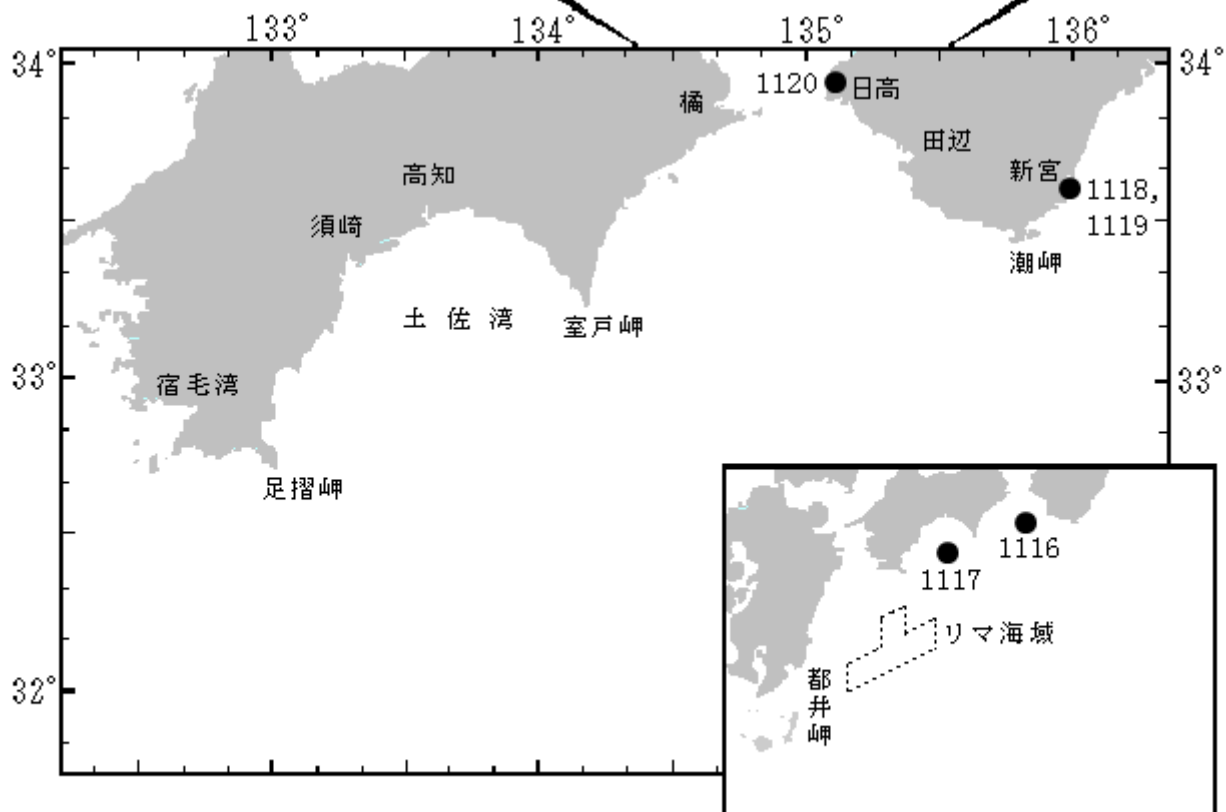 133° 134° 135° 136°
34° 34°
1120 日高
橘
田辺
高知
新宮 1118,
1119
須崎
潮岬
土佐湾 室戸岬
33° 33°
宿毛湾
足摺岬
1116
1117
リマ海域
都井岬
32°